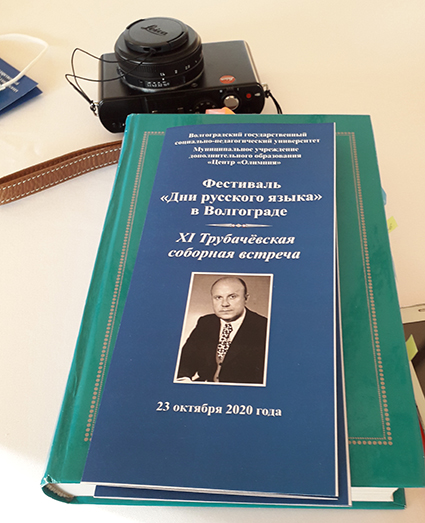 Leica
Волгоградский государственный
социально-педагогический университет
Муниципальное учреждение
дополнительного образования
«Центр «Олимпия»
Фестиваль
«Дни русского языка»
в Волгограде
XI Трубачёвская
соборная встреча
23 октября 2020 года